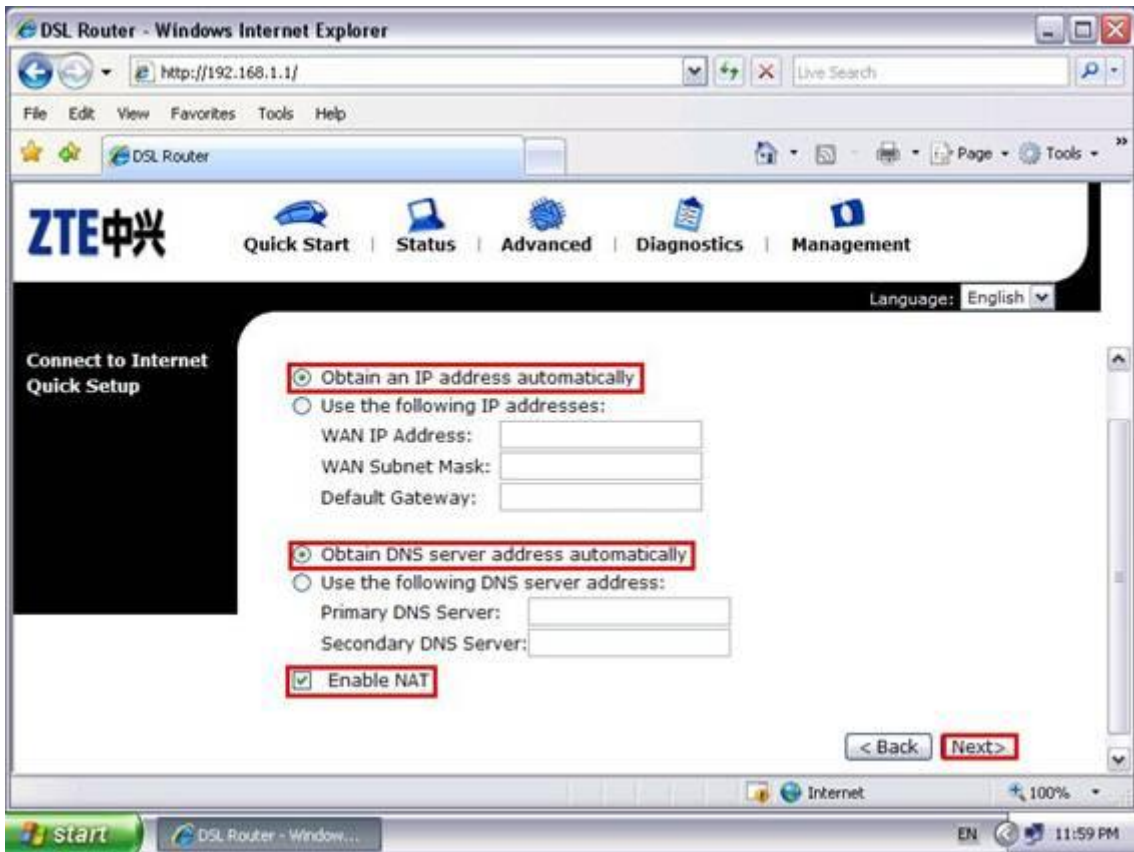 DSL Router - Windows Internet Explorer
http://192.168.1.1/
Live Search
File Edit View Favorites Tools Help
DSL Router
Page Tools
ZTE中兴
Quick Start | Status | Advanced | Diagnostics | Management
Language: English
Connect to Internet
Quick Setup
Obtain an IP address automatically
Use the following IP addresses:
WAN IP Address:
WAN Subnet Mask:
Default Gateway:
Obtain DNS server address automatically
Use the following DNS server address:
Primary DNS Server:
Secondary DNS Server:
Enable NAT
< Back Next>
Internet 100%
start DSL Router - Window... EN 11:59 PM